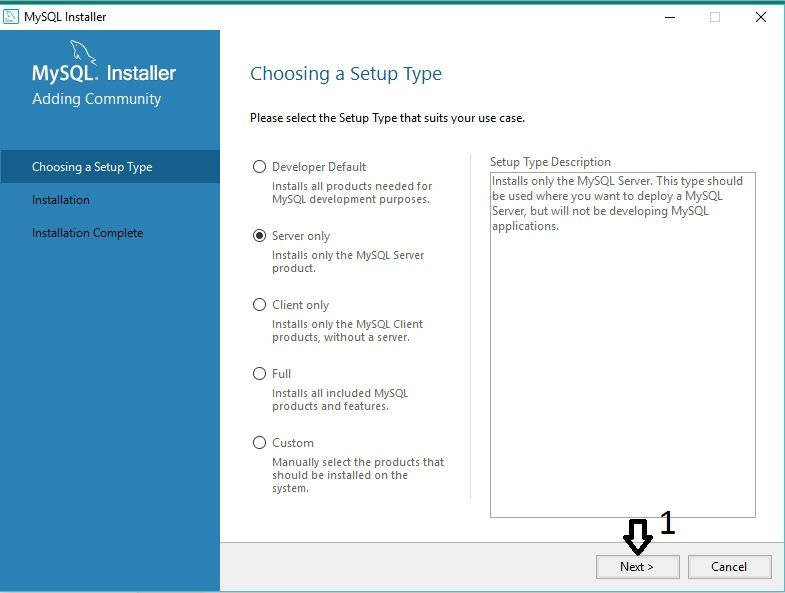 MySQL Installer
MySQL. Installer
Adding Community
Choosing a Setup Type
Installation
Installation Complete
Choosing a Setup Type
Please select the Setup Type that suits your use case.
Developer Default
Installs all products needed for
MySQL development purposes.
Server only
Installs only the MySQL Server
product.
Client only
Installs only the MySQL Client
products, without a server.
Full
Installs all included MySQL
products and features.
Custom
Manually select the products that
should be installed on the
system.
Setup Type Description
Installs only the MySQL Server. This type should
be used where you want to deploy a MySQL
Server, but will not be developing MySQL
applications.
1
Next >
Cancel